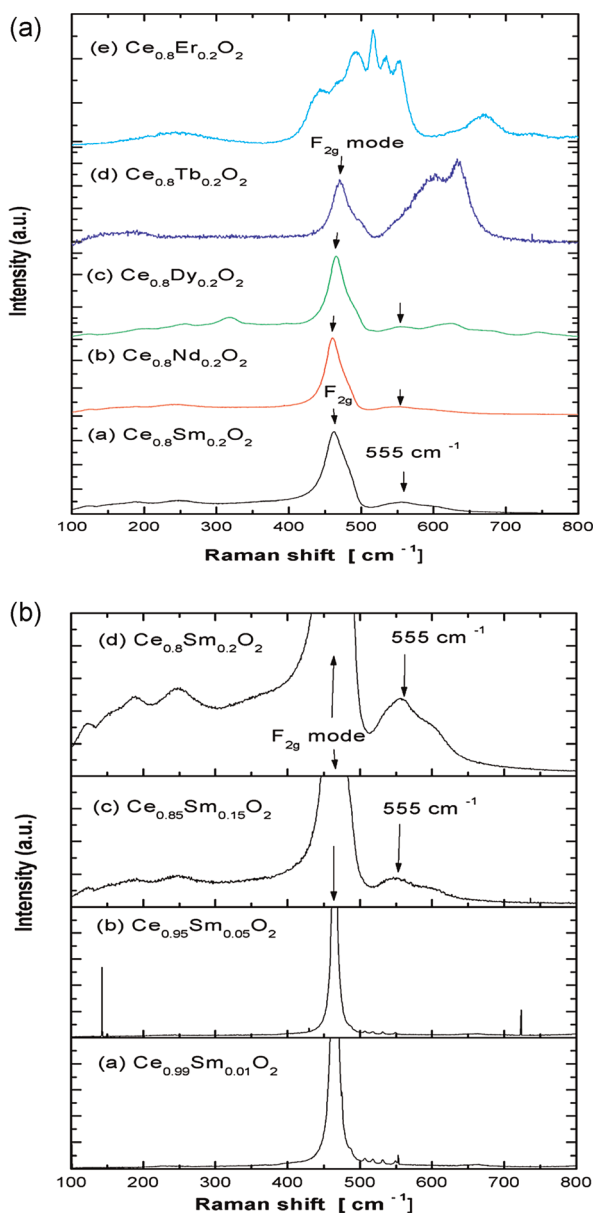 (a)
(e) Ce0.8Er0.2O2
F2g mode
(d) Ce0.8Tb0.2O2
(c) Ce0.8Dy0.2O2
(b) Ce0.8Nd0.2O2
F2g
(a) Ce0.8Sm0.2O2
555 cm -1
Intensity (a.u.)
100 200 300 400 500 600 700 800
Raman shift [ cm -1]
(b)
(d) Ce0.8Sm0.2O2
555 cm -1
F2g mode
(c) Ce0.85Sm0.15O2
555 cm -1
(b) Ce0.95Sm0.05O2
(a) Ce0.99Sm0.01O2
Intensity (a.u.)
100 200 300 400 500 600 700 800
Raman shift [ cm -1]